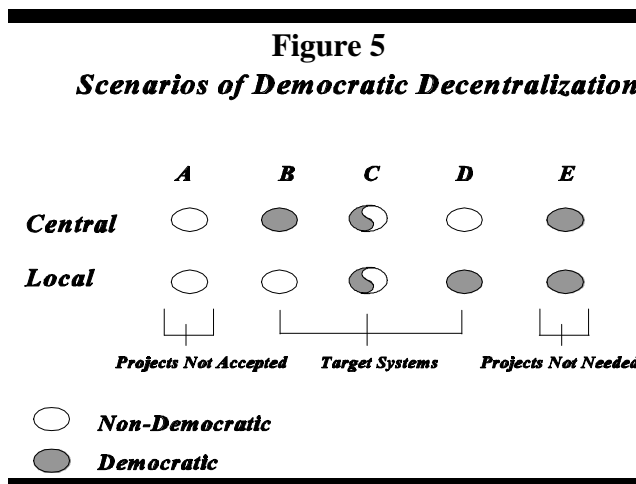 Figure 5
Scenarios of Democratic Decentralization
A B C D E
Central
Local
Projects Not Accepted Target Systems Projects Not Needed
Non-Democratic
Democratic